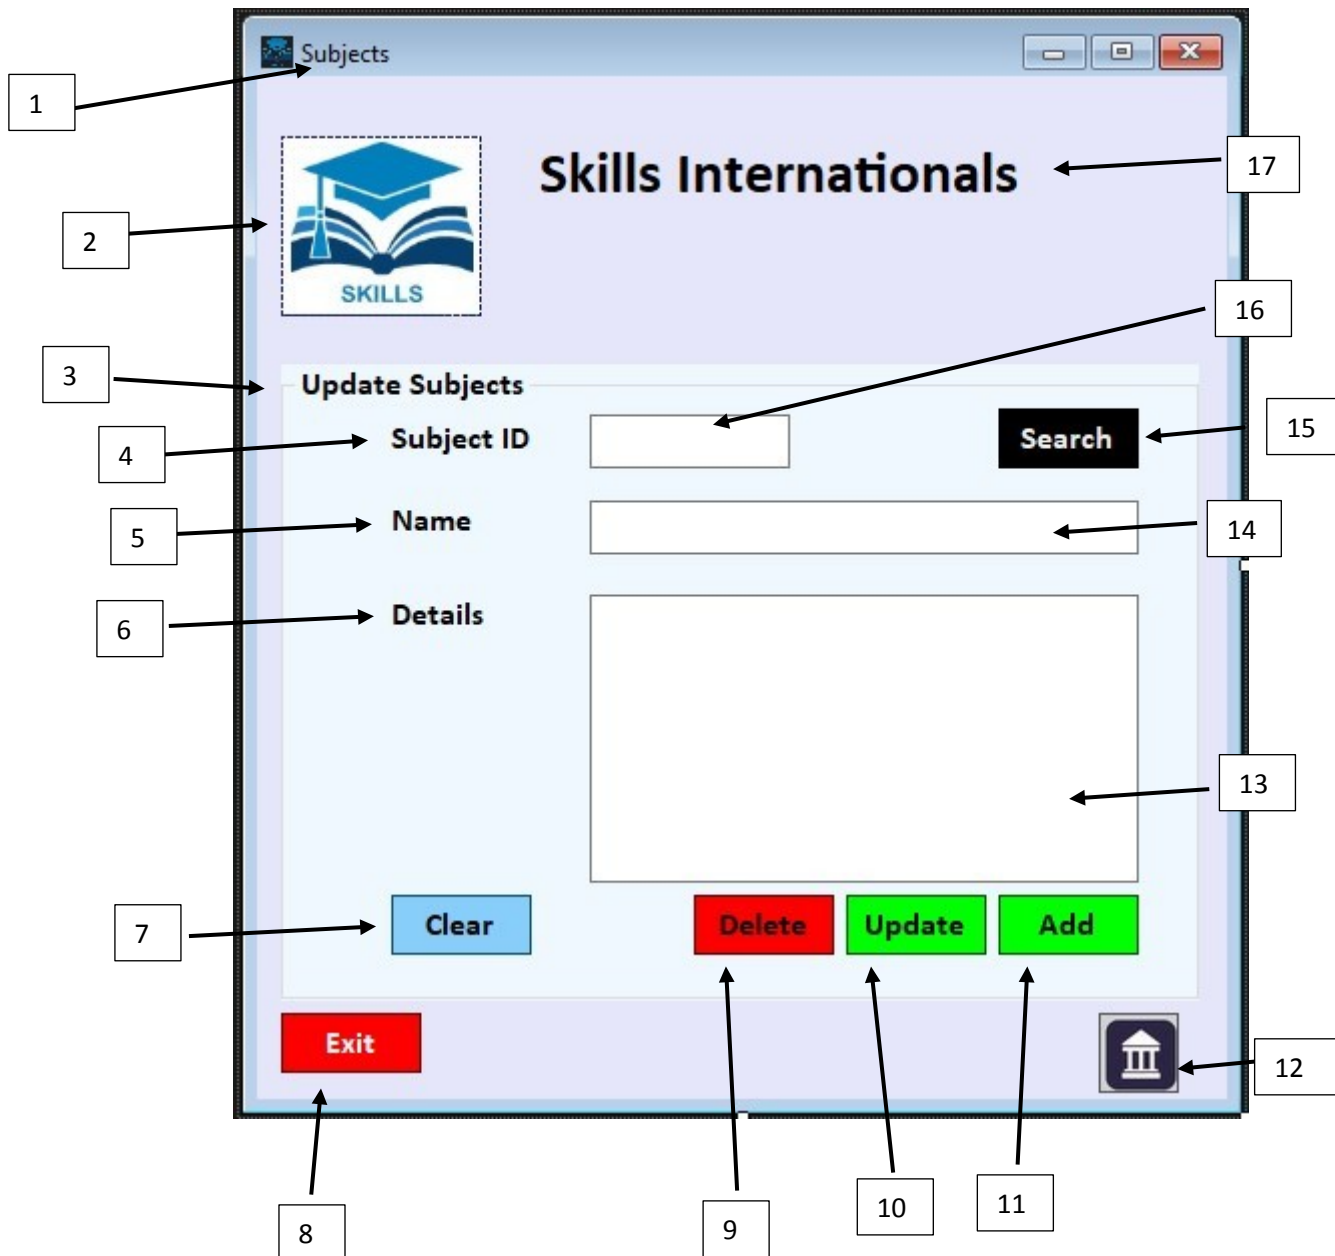 Subjects
1
Skills Internationals
17
2
SKILLS
16
3
Update Subjects
4
Subject ID
Search
15
5
Name
14
6
Details
13
7
Clear
Delete
Update
Add
Exit
12
8
9
10
11